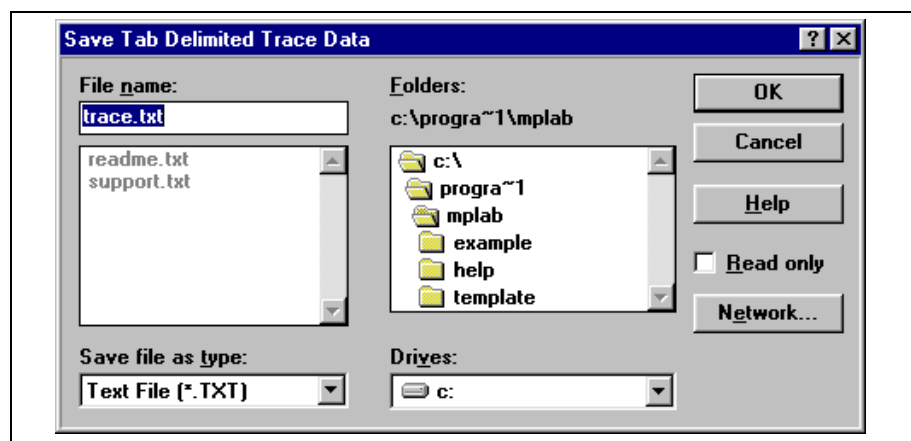 Save Tab Delimited Trace Data
File name:
trace.txt
readme.txt
support.txt
Save file as type:
Text File (*.TXT)
Folders:
c:\progra~1\mplab
c:\
progra~1
mplab
example
help
template
Drives:
c:
OK
Cancel
Help
Read only
Network...